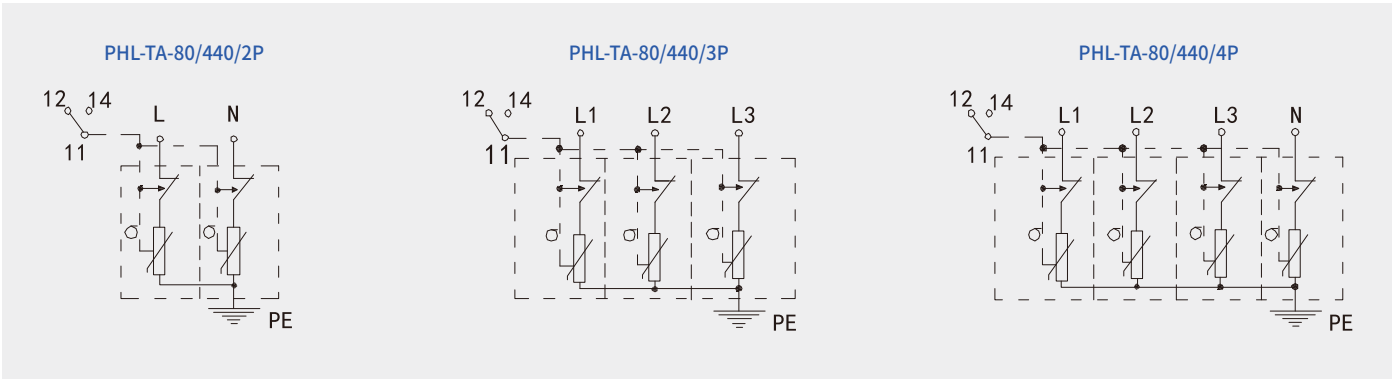 PHL-TA-80/440/2P
12 14 L N
11
PE
PHL-TA-80/440/3P
12 14 L1 L2 L3
11
PE
PHL-TA-80/440/4P
12 14 L1 L2 L3 N
11
PE